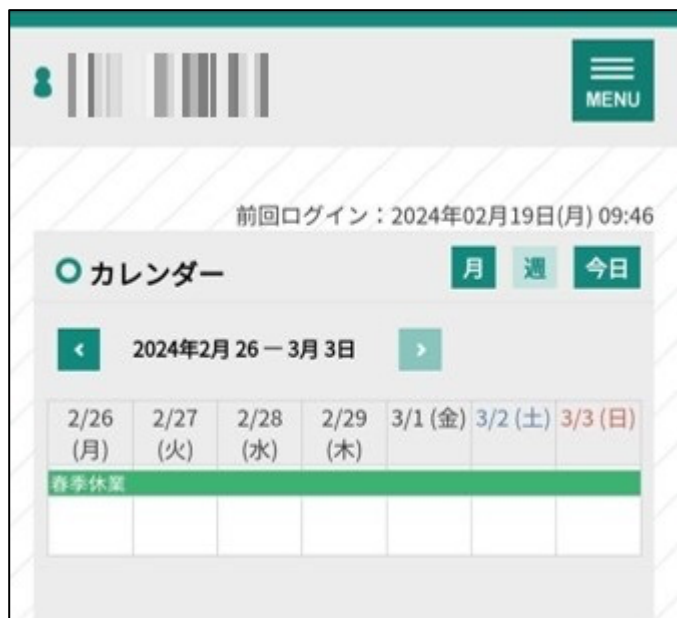 MENU
前回ログイン：2024年02月19日(月) 09:46
カレンダー 月 週 今日
2024年2月 26 — 3月 3日
2/26 2/27 2/28 2/29 3/1 (金) 3/2 (土) 3/3 (日)
(月) (火) (水) (木)
春季休業